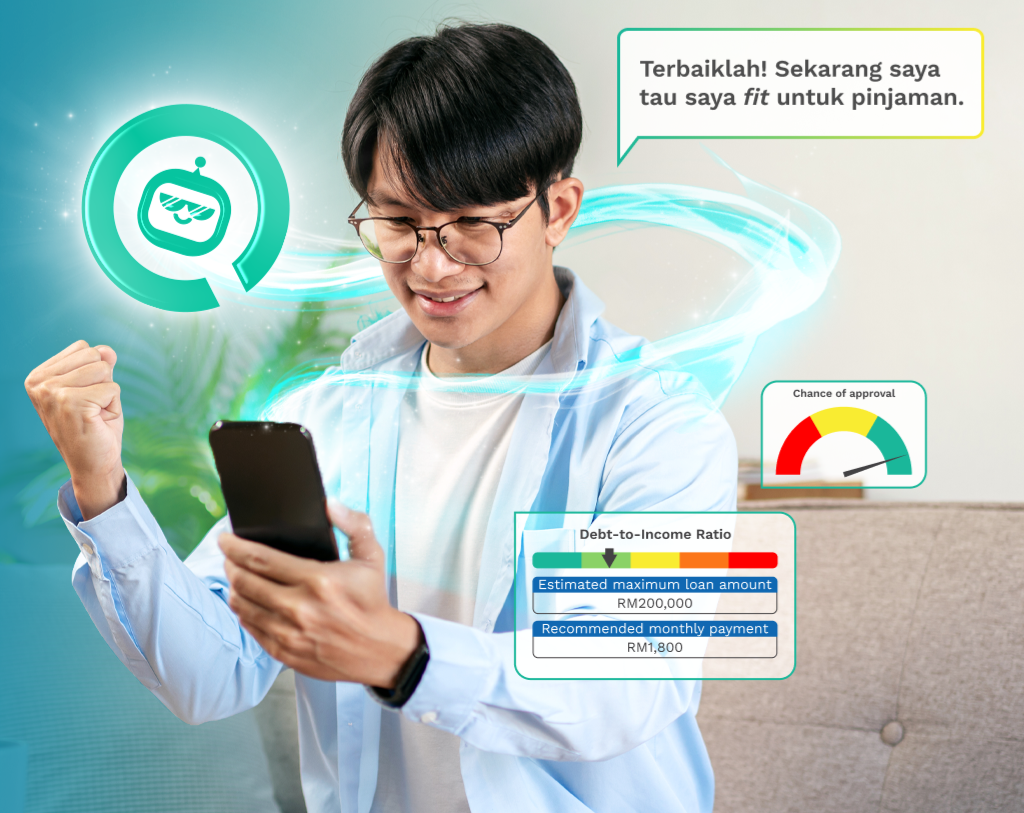 Terbaiklah! Sekarang saya
tau saya fit untuk pinjaman.
Chance of approval
Debt-to-Income Ratio
Estimated maximum loan amount
RM200,000
Recommended monthly payment
RM1,800